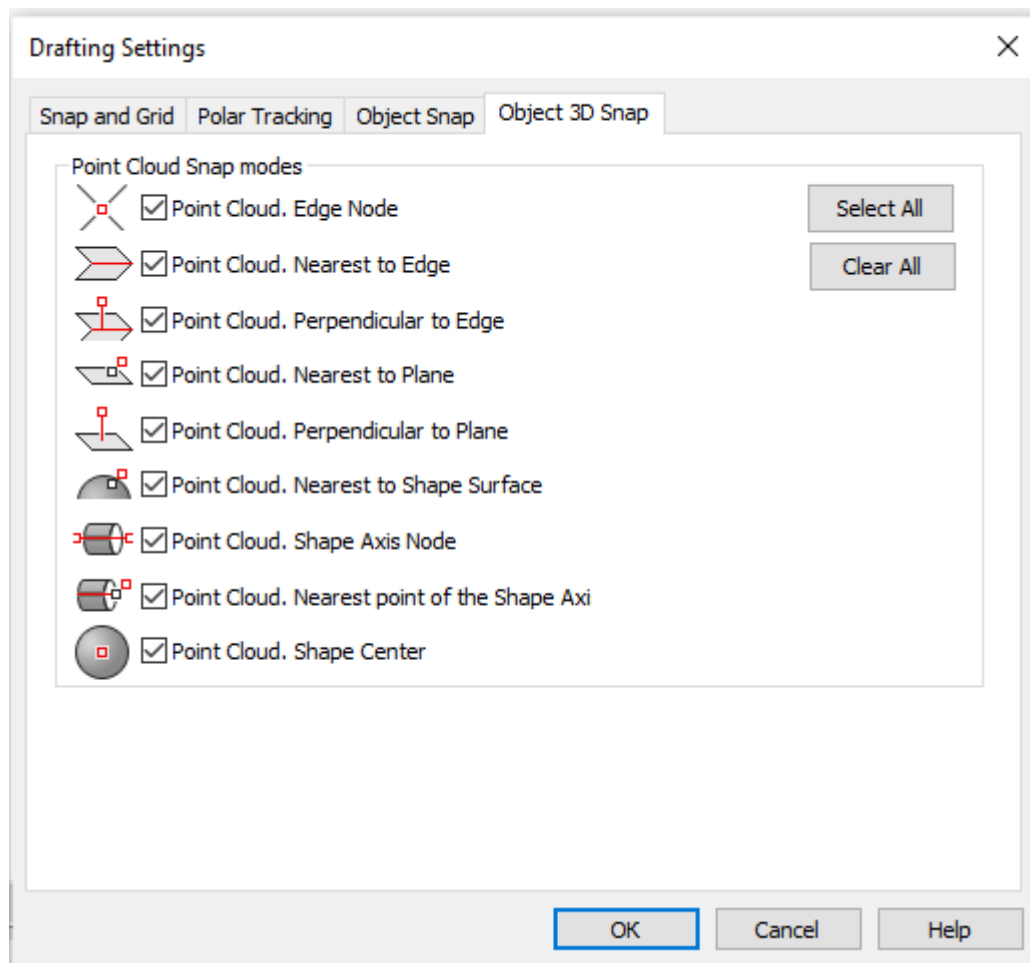 Drafting Settings
Snap and Grid Polar Tracking Object Snap Object 3D Snap
Point Cloud Snap modes
Point Cloud. Edge Node
Select All
Point Cloud. Nearest to Edge
Clear All
Point Cloud. Perpendicular to Edge
Point Cloud. Nearest to Plane
Point Cloud. Perpendicular to Plane
Point Cloud. Nearest to Shape Surface
Point Cloud. Shape Axis Node
Point Cloud. Nearest point of the Shape Axi
Point Cloud. Shape Center
OK Cancel Help